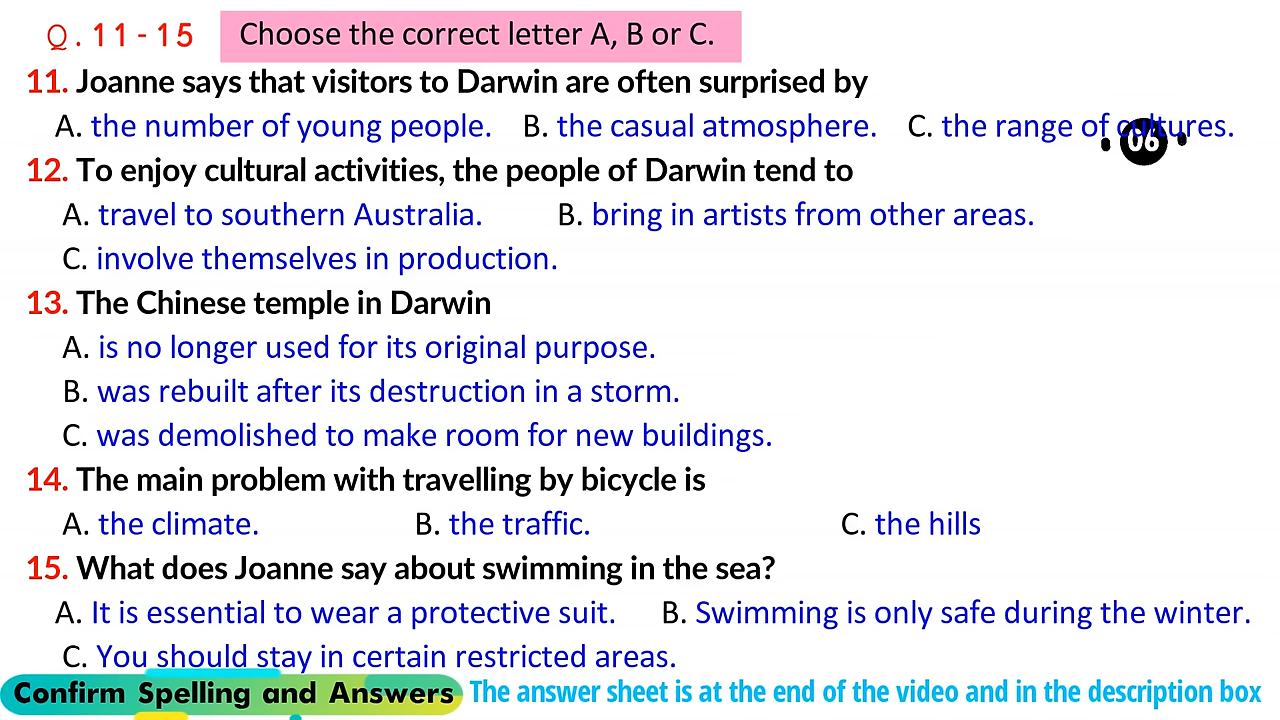 Q.11-15 Choose the correct letter A, B or C.
11. Joanne says that visitors to Darwin are often surprised by
A. the number of young people. B. the casual atmosphere. C. the range of cultures.
06
12. To enjoy cultural activities, the people of Darwin tend to
A. travel to southern Australia. B. bring in artists from other areas.
C. involve themselves in production.
13. The Chinese temple in Darwin
A. is no longer used for its original purpose.
B. was rebuilt after its destruction in a storm.
C. was demolished to make room for new buildings.
14. The main problem with travelling by bicycle is
A. the climate. B. the traffic. C. the hills
15. What does Joanne say about swimming in the sea?
A. It is essential to wear a protective suit. B. Swimming is only safe during the winter.
C. You should stay in certain restricted areas.
Confirm Spelling and Answers The answer sheet is at the end of the video and in the description box